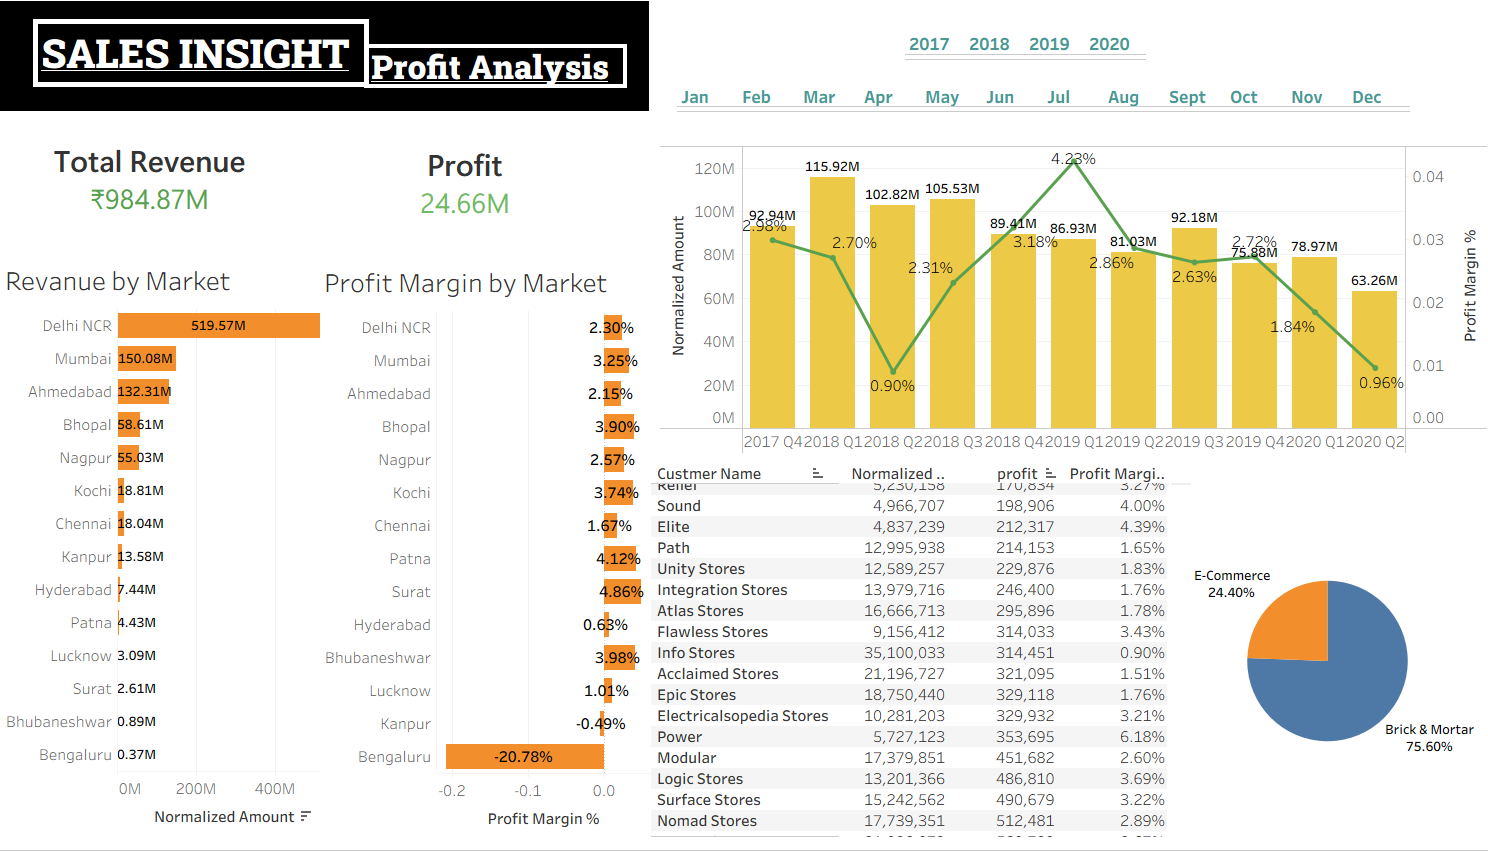 SALES INSIGHT
Profit Analysis
2017 2018 2019 2020
Jan Feb Mar Apr May Jun Jul Aug Sept Oct Nov Dec
Total Revenue
₹984.87M
Profit
24.66M
Revanue by Market
Delhi NCR 519.57M
Mumbai 150.08M
Ahmedabad 132.31M
Bhopal 58.61M
Nagpur 55.03M
Kochi 18.81M
Chennai 18.04M
Kanpur 13.58M
Hyderabad 7.44M
Patna 4.43M
Lucknow 3.09M
Surat 2.61M
Bhubaneshwar 0.89M
Bengaluru 0.37M
0M 200M 400M
Normalized Amount
Profit Margin by Market
Delhi NCR 2.30%
Mumbai 3.25%
Ahmedabad 2.15%
Bhopal 3.90%
Nagpur 2.57%
Kochi 3.74%
Chennai 1.67%
Patna 4.12%
Surat 4.86%
Hyderabad 0.63%
Bhubaneshwar 3.98%
Lucknow 1.01%
Kanpur -0.49%
Bengaluru -20.78%
-0.2 -0.1 0.0
Profit Margin %
Normalized Amount
120M
100M
80M
60M
40M
20M
0M
92.94M 115.92M 102.82M 105.53M 89.41M 86.93M 81.03M 92.18M 75.88M 78.97M 63.26M
2.98% 2.70% 0.90% 2.31% 3.18% 4.23% 2.86% 2.63% 2.72% 1.84% 0.96%
0.04
0.03
0.02
0.01
0.00
Profit Margin %
2017 Q4 2018 Q1 2018 Q2 2018 Q3 2018 Q4 2019 Q1 2019 Q2 2019 Q3 2019 Q4 2020 Q1 2020 Q2
Custmer Name Normalized .. profit Profit Margi..
Relief 5,230,158 170,834 3.27%
Sound 4,966,707 198,906 4.00%
Elite 4,837,239 212,317 4.39%
Path 12,995,938 214,153 1.65%
Unity Stores 12,589,257 229,876 1.83%
Integration Stores 13,979,716 246,400 1.76%
Atlas Stores 16,666,713 295,896 1.78%
Flawless Stores 9,156,412 314,033 3.43%
Info Stores 35,100,033 314,451 0.90%
Acclaimed Stores 21,196,727 321,095 1.51%
Epic Stores 18,750,440 329,118 1.76%
Electricalsopedia Stores 10,281,203 329,932 3.21%
Power 5,727,123 353,695 6.18%
Modular 17,379,851 451,682 2.60%
Logic Stores 13,201,366 486,810 3.69%
Surface Stores 15,242,562 490,679 3.22%
Nomad Stores 17,739,351 512,481 2.89%
E-Commerce
24.40%
Brick & Mortar
75.60%